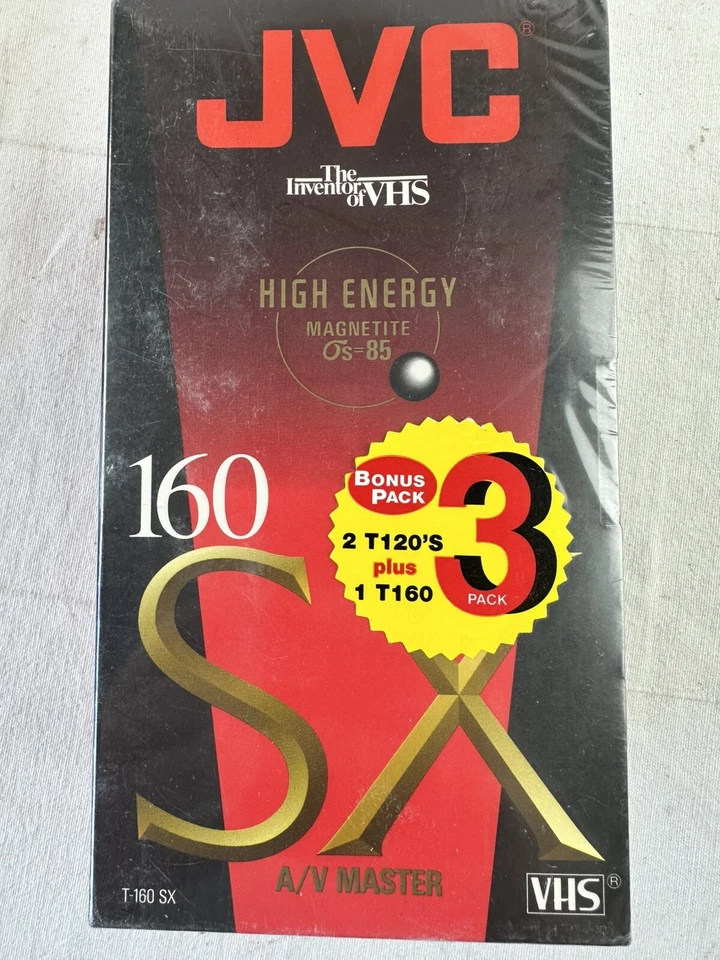 JVC®
The
Inventor
of VHS
HIGH ENERGY
MAGNETITE
σs=85
160
BONUS
PACK
3
2 T120'S
plus
1 T160
PACK
SX
A/V MASTER
T-160 SX
VHS®